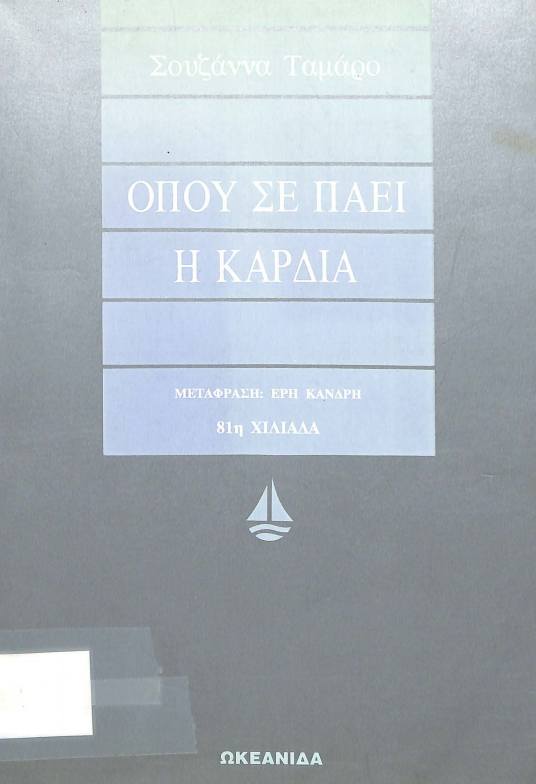 Σουζάννα Ταμάρο
ΟΠΟΥ ΣΕ ΠΑΕΙ
Η ΚΑΡΔΙΑ
ΜΕΤΑΦΡΑΣΗ: ΕΡΗ ΚΑΝΔΡΗ
81η ΧΙΛΙΑΔΑ
ΩΚΕΑΝΙΔΑ